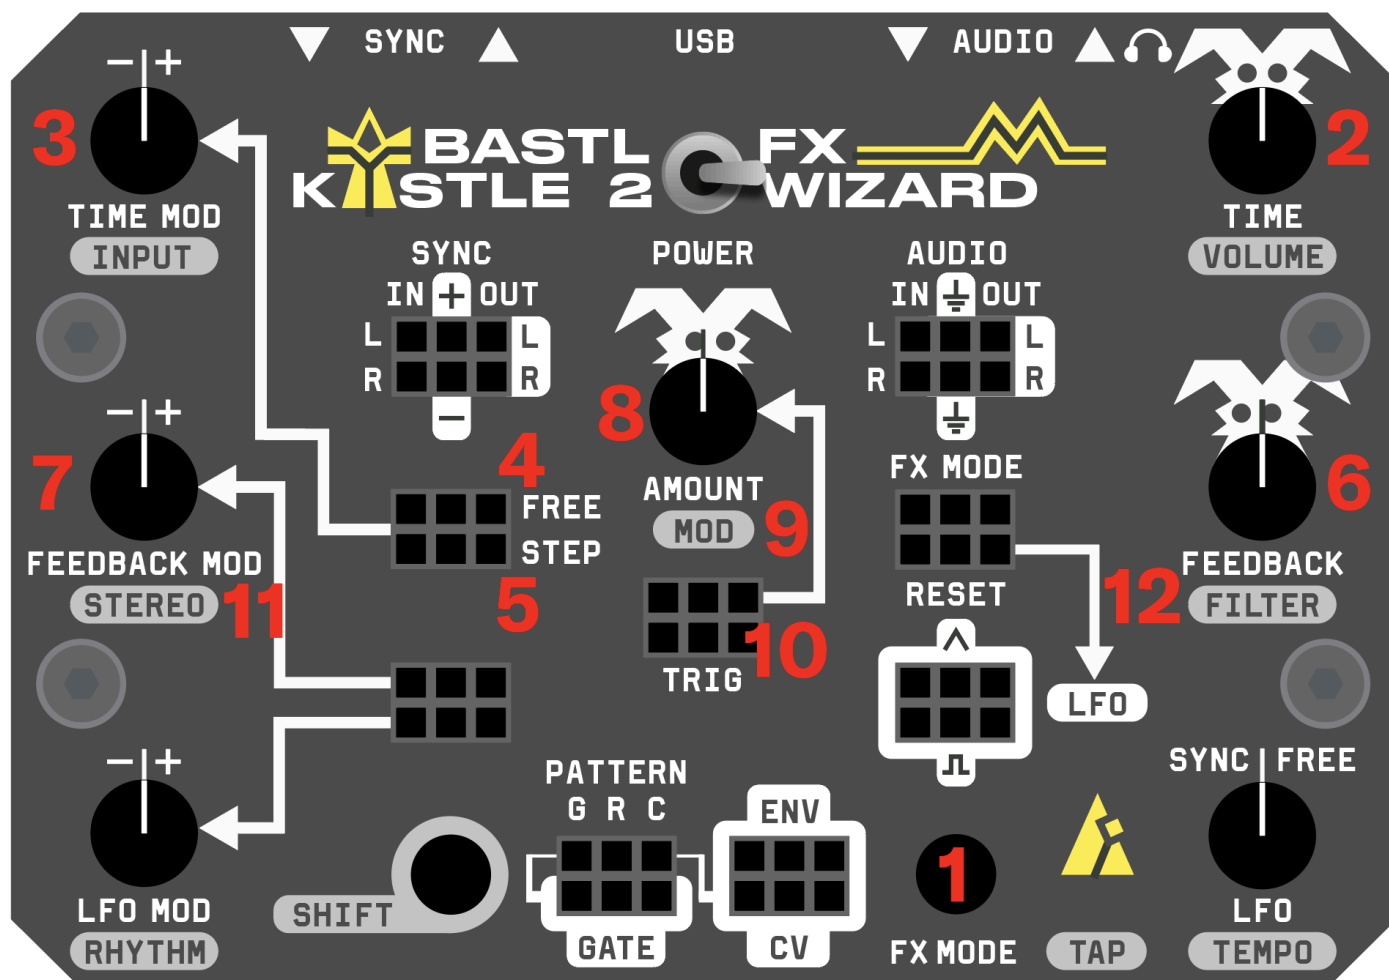 SYNC USB AUDIO
- +
3 BASTL FX 2
KASTLE 2 WIZARD
TIME MOD TIME
INPUT VOLUME
SYNC POWER AUDIO
IN + OUT IN OUT
L L L L
R R R R
- +
-
8
4 FX MODE
7 6
AMOUNT
FREE
MOD 9
STEP
FEEDBACK MOD FEEDBACK
STEREO 11 5 RESET 12 FILTER
10
TRIG
LFO
- +
SYNC FREE
PATTERN
G R C ENV
1
LFO MOD LFO
SHIFT
RHYTHM GATE CV FX MODE TAP TEMPO